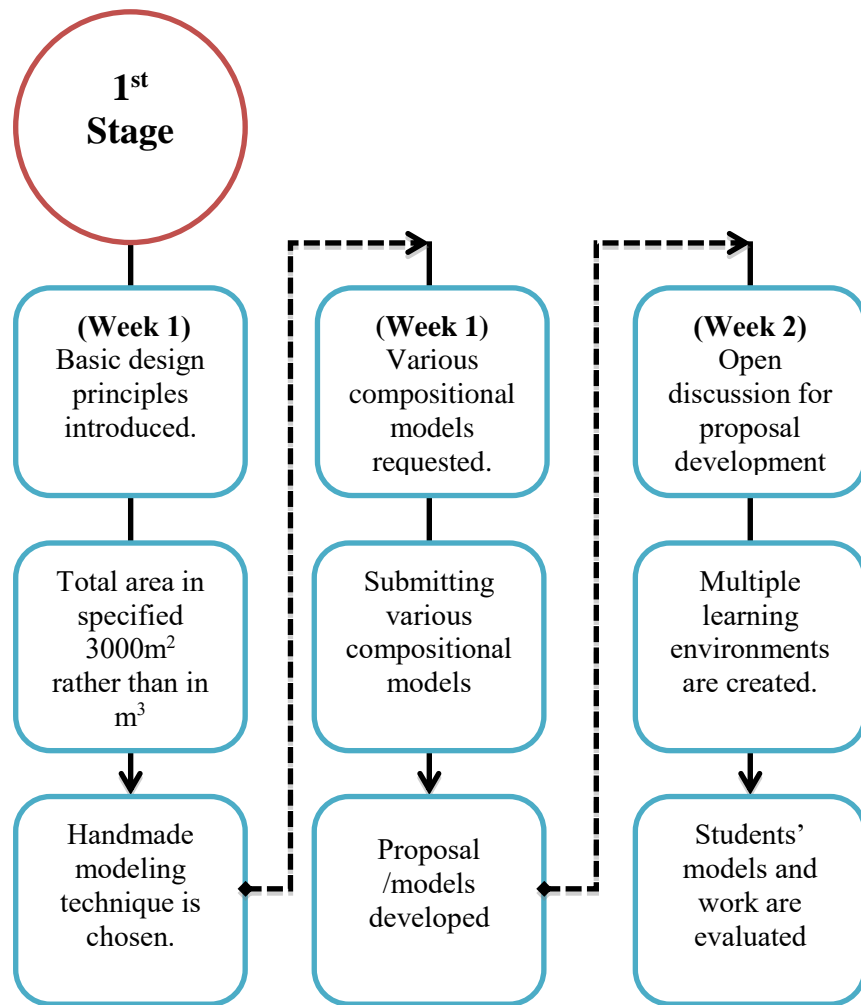 1st
Stage
(Week 1)
Basic design
principles
introduced.
Total area in
specified
3000m²
rather than in
m³
Handmade
modeling
technique is
chosen.
(Week 1)
Various
compositional
models
requested.
Submitting
various
compositional
models
Proposal
/models
developed
(Week 2)
Open
discussion for
proposal
development
Multiple
learning
environments
are created.
Students’
models and
work are
evaluated